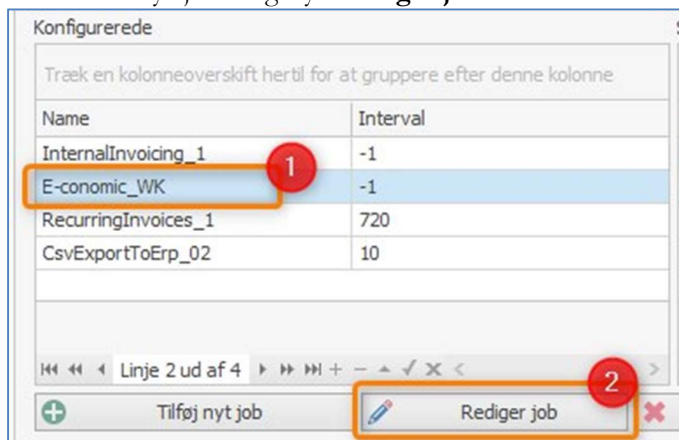 Konfigurerede
Træk en kolonneoverskift hertil for at gruppere efter denne kolonne
Name Interval
InternalInvoicing_1 -1
1
E-conomic_WK -1
RecurringInvoices_1 720
CsvExportToErp_02 10
Linje 2 ud af 4
2
Tilføj nyt job Rediger job